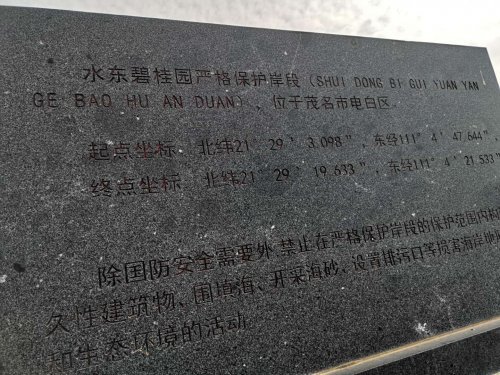 水东碧桂园严格保护岸段（SHUI DONG BI GUI YUAN YAN
GE BAO HU AN DUAN），位于茂名市电白区。
起点坐标：北纬21°29′3.098″，东经111°4′47.644″
终点坐标：北纬21°29′19.633″，东经111°4′21.533″
除国防安全需要外，禁止在严格保护岸段的保护范围内构
久性建筑物、围填海、开采海砂、设置排污口等损害海岸地形
和生态环境的活动。